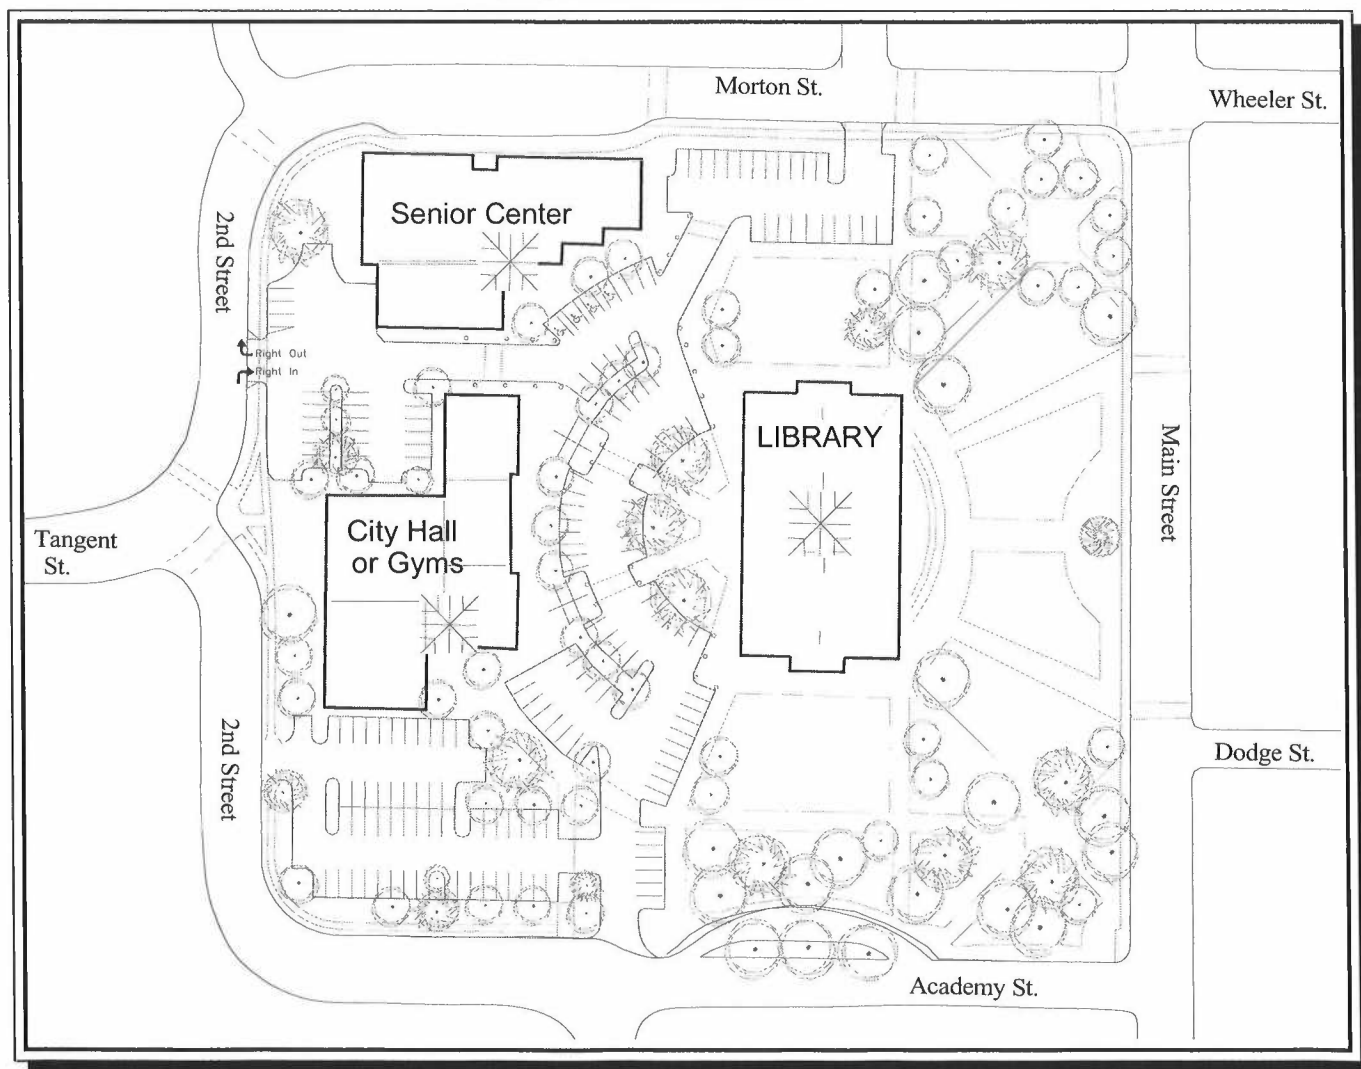 Morton St.
Wheeler St.
Senior Center
2nd Street
Right Out
Right In
LIBRARY
Main Street
City Hall
or Gyms
Tangent
St.
2nd Street
Dodge St.
Academy St.